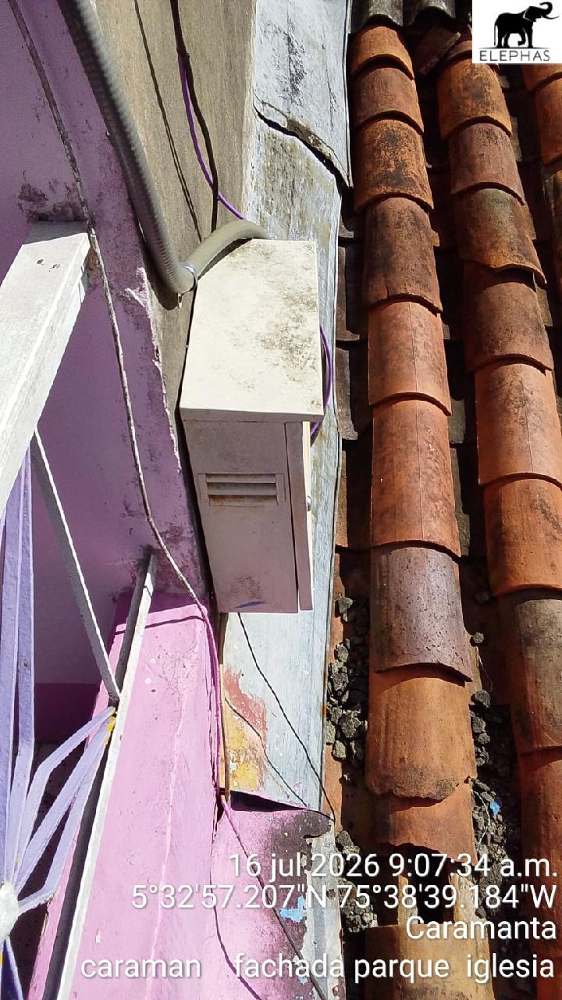 ELEPHAS
16 jul. 2026 9:07:34 a.m.
5°32'57.207"N 75°38'39.184"W
Caramanta
caraman fachada parque iglesia